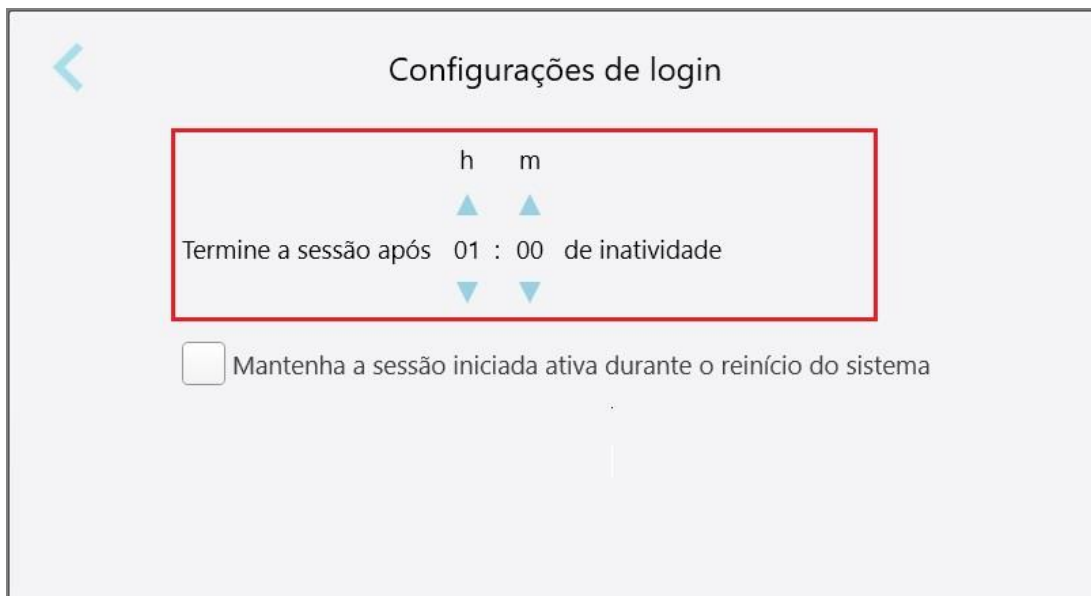 Configurações de login
h m
Termine a sessão após 01 : 00 de inatividade
Mantenha a sessão iniciada ativa durante o reinício do sistema